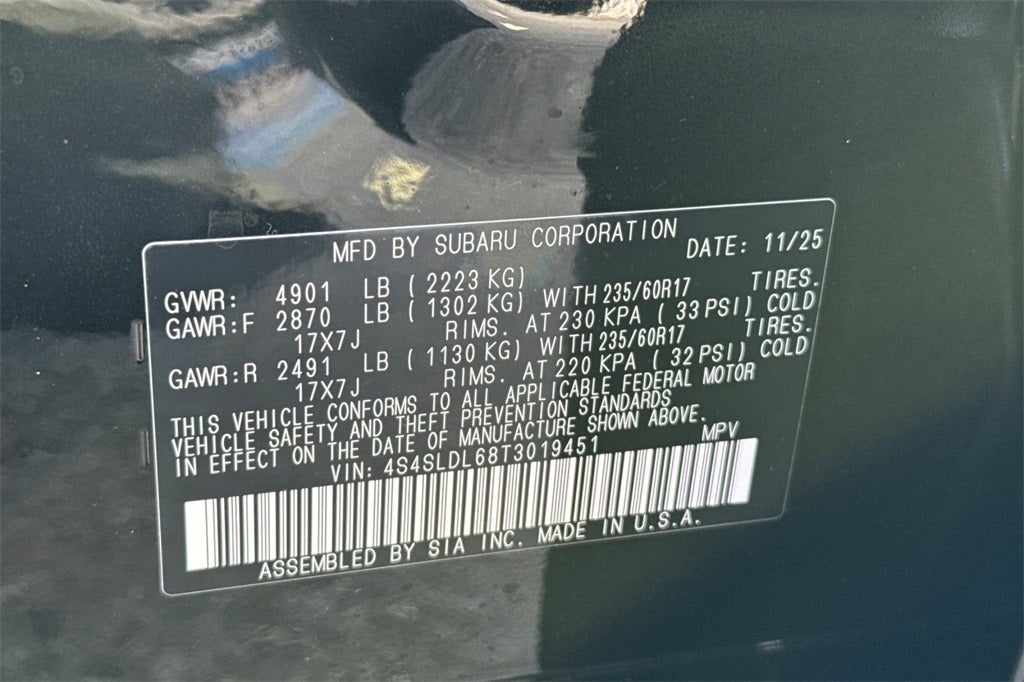 MFD BY SUBARU CORPORATION DATE: 11/25
GVWR: 4901 LB ( 2223 KG)
GAWR:F 2870 LB ( 1302 KG) WITH 235/60R17 TIRES.
17X7J RIMS. AT 230 KPA ( 33 PSI) COLD
GAWR:R 2491 LB ( 1130 KG) WITH 235/60R17 TIRES.
17X7J RIMS. AT 220 KPA ( 32 PSI) COLD
THIS VEHICLE CONFORMS TO ALL APPLICABLE FEDERAL MOTOR
VEHICLE SAFETY AND THEFT PREVENTION STANDARDS
IN EFFECT ON THE DATE OF MANUFACTURE SHOWN ABOVE.
VIN: 4S4SLDL68T3019451 MPV
ASSEMBLED BY SIA INC. MADE IN U.S.A.